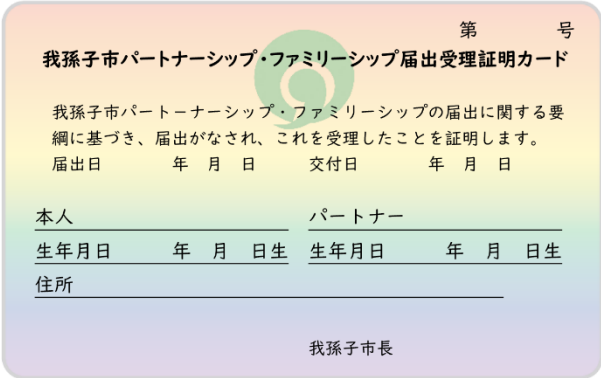 第　　　号
我孫子市パートナーシップ・ファミリーシップ届出受理証明カード
我孫子市パートーナーシップ・ファミリーシップの届出に関する要
綱に基づき、届出がなされ、これを受理したことを証明します。
届出日　　　年　月　日　　交付日　　　年　月　日
本人　　　パートナー
生年月日　　　年　月　日生　生年月日　　　年　月　日生
住所
我孫子市長